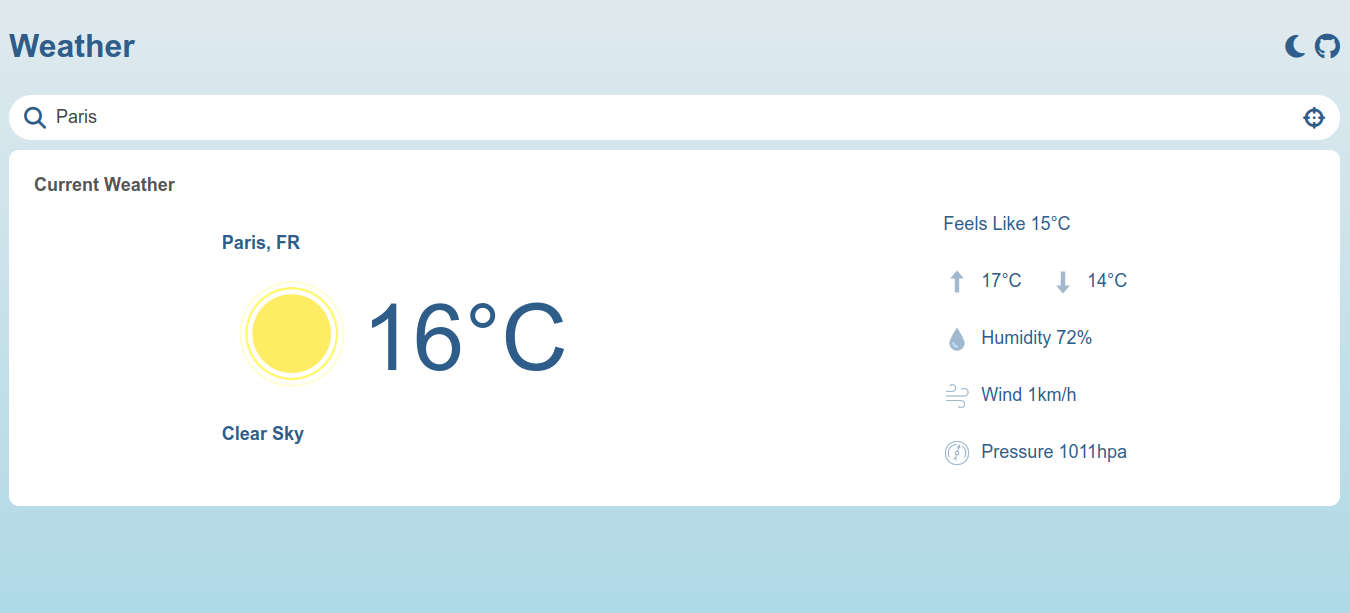 Weather
Paris
Current Weather
Paris, FR
16°C
Clear Sky
Feels Like 15°C
17°C 14°C
Humidity 72%
Wind 1km/h
Pressure 1011hpa